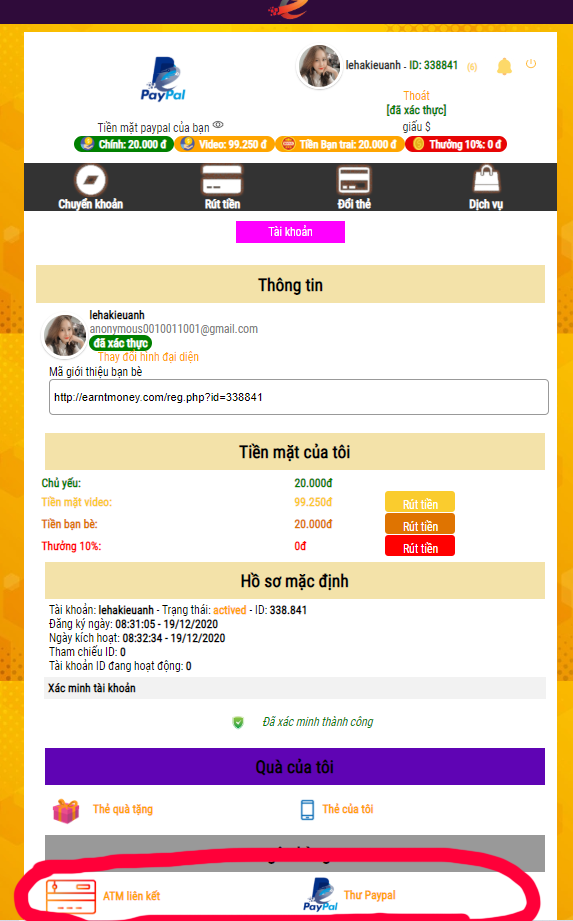 PayPal
lehakieuanh - ID: 338841 (6)
Thoát
[đã xác thực]
Tiền mặt paypal của bạn
giấu $
Chính: 20.000 đ
Video: 99.250 đ
Tiền Bạn trai: 20.000 đ
Thưởng 10%: 0 đ
Chuyển khoản
Rút tiền
Đổi thẻ
Dịch vụ
Tài khoản
Thông tin
lehakieuanh
anonymous0010011001@gmail.com
đã xác thực
Thay đổi hình đại diện
Mã giới thiệu bạn bè
http://earntmoney.com/reg.php?id=338841
Tiền mặt của tôi
Chủ yếu: 20.000đ
Tiền mặt video: 99.250đ Rút tiền
Tiền bạn bè: 20.000đ Rút tiền
Thưởng 10%: 0đ Rút tiền
Hồ sơ mặc định
Tài khoản: lehakieuanh - Trạng thái: actived - ID: 338.841
Đăng ký ngày: 08:31:05 - 19/12/2020
Ngày kích hoạt: 08:32:34 - 19/12/2020
Tham chiếu ID: 0
Tài khoản ID đang hoạt động: 0
Xác minh tài khoản
Đã xác minh thành công
Quà của tôi
Thẻ quà tặng
Thẻ của tôi
ATM liên kết
PayPal
Thư Paypal